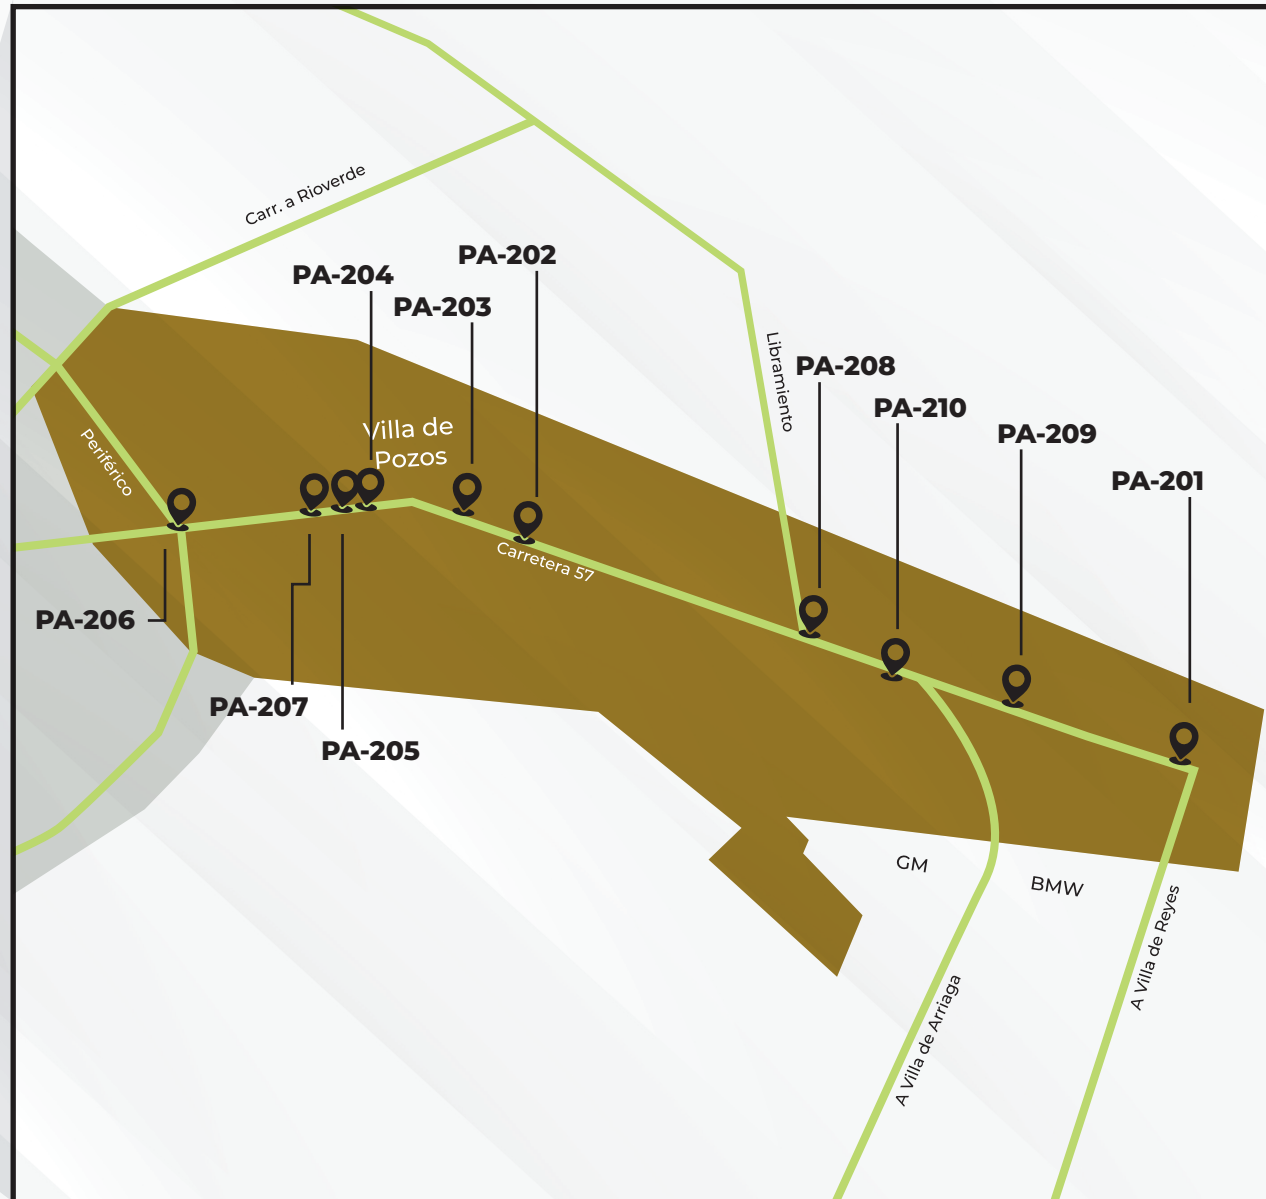 Carr. a Rioverde
PA-202
PA-204
PA-203
Libramiento
PA-208
PA-210
Villa de
Pozos
PA-209
Periférico
PA-201
Carretera 57
PA-206
PA-207
PA-205
GM
BMW
A Villa de Reyes
A Villa de Arriaga